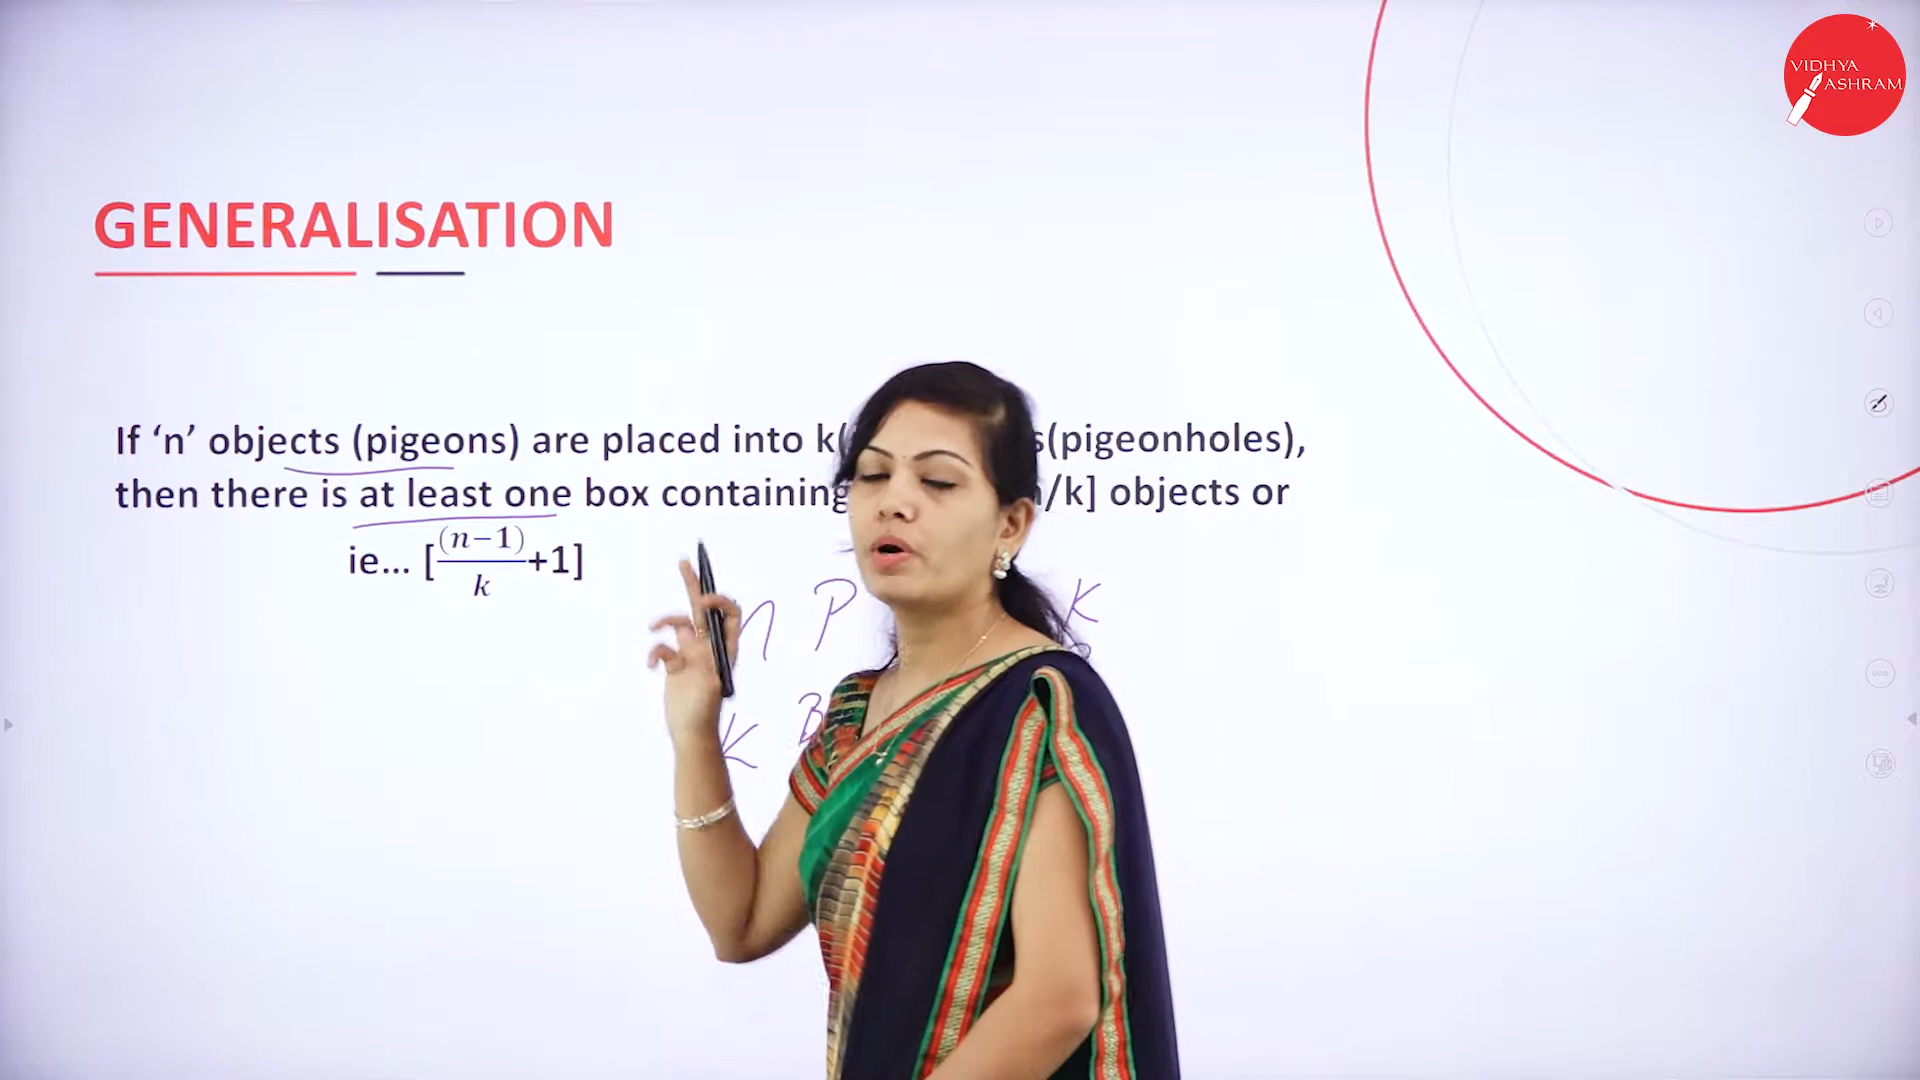 VIDHYA
ASHRAM
GENERALISATION
If ‘n’ objects (pigeons) are placed into k( s(pigeonholes),
then there is at least one box containing /k] objects or
ie... [(n−1)/k+1]
n P K
K B